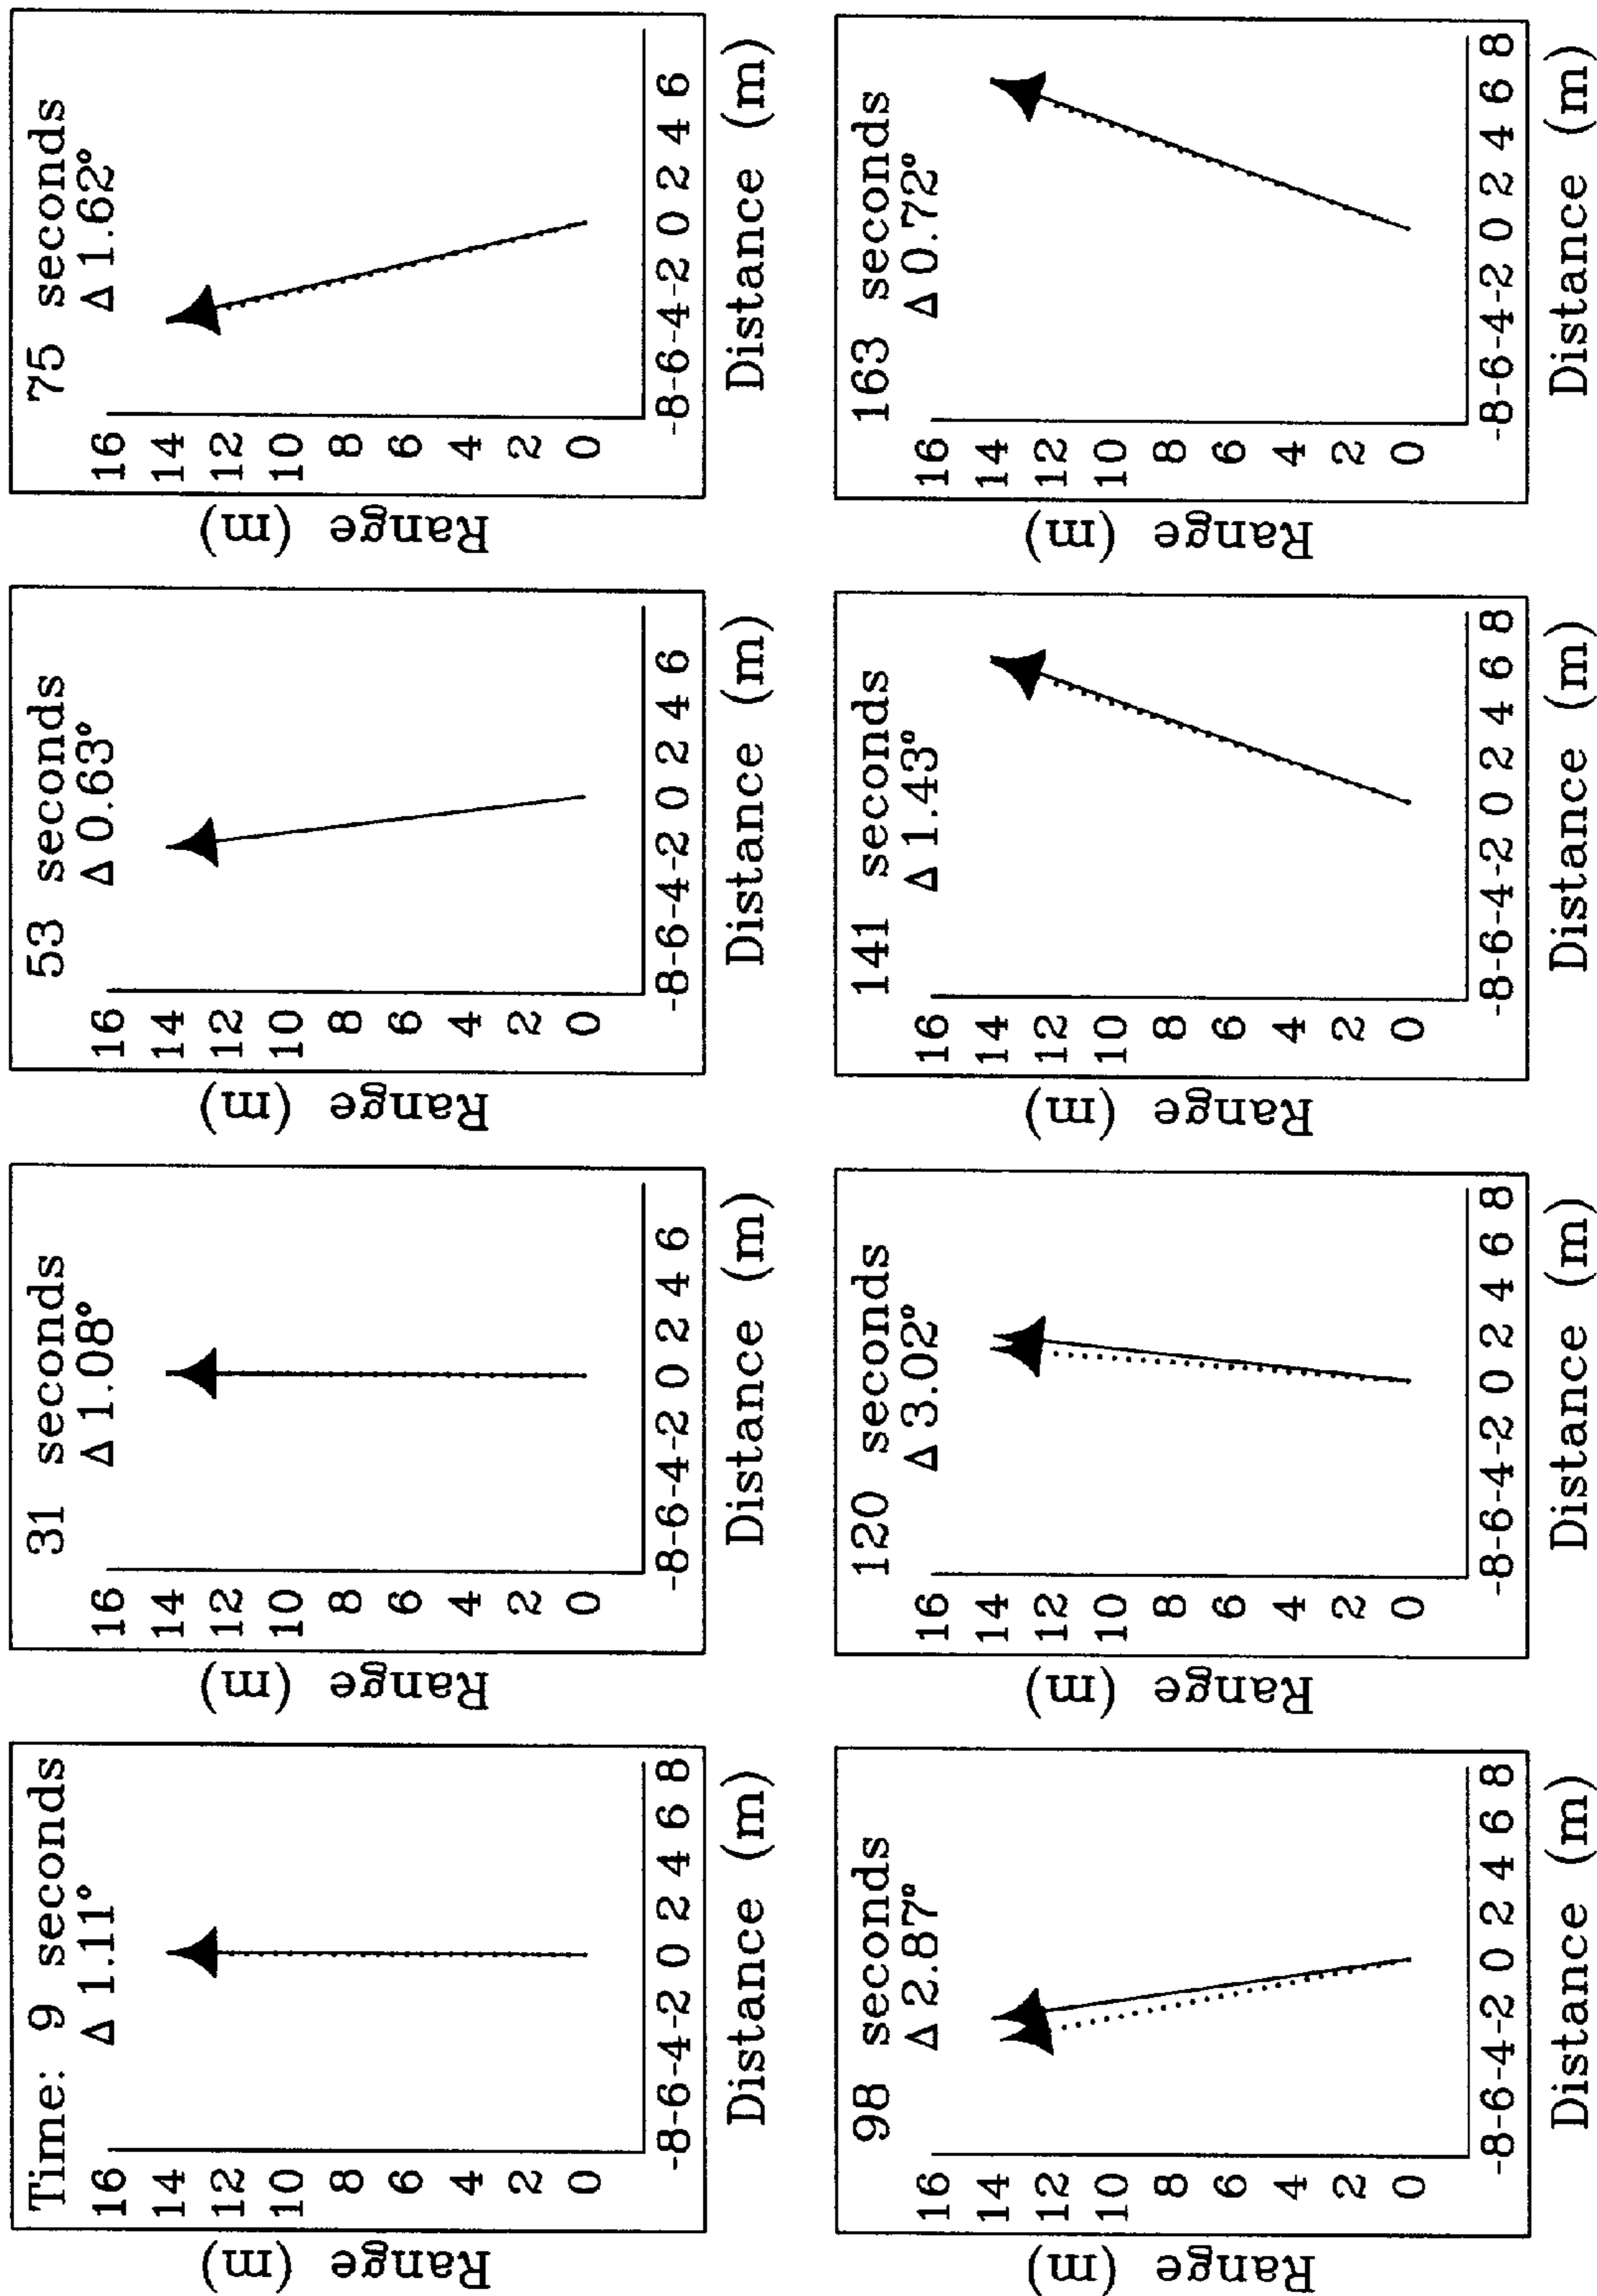 Time: 9 seconds
Δ 1.11°
16
14
12
10
8
6
4
2
0
Range (m)
-8-6-4-2 0 2 4 6 8
Distance (m)
31 seconds
Δ 1.08°
16
14
12
10
8
6
4
2
0
Range (m)
-8-6-4-2 0 2 4 6
Distance (m)
53 seconds
Δ 0.63°
16
14
12
10
8
6
4
2
0
Range (m)
-8-6-4-2 0 2 4 6
Distance (m)
75 seconds
Δ 1.62°
16
14
12
10
8
6
4
2
0
Range (m)
-8-6-4-2 0 2 4 6
Distance (m)
98 seconds
Δ 2.87°
16
14
12
10
8
6
4
2
0
Range (m)
-8-6-4-2 0 2 4 6 8
Distance (m)
120 seconds
Δ 3.02°
16
14
12
10
8
6
4
2
0
Range (m)
-8-6-4-2 0 2 4 6 8
Distance (m)
141 seconds
Δ 1.43°
16
14
12
10
8
6
4
2
0
Range (m)
-8-6-4-2 0 2 4 6 8
Distance (m)
163 seconds
Δ 0.72°
16
14
12
10
8
6
4
2
0
Range (m)
-8-6-4-2 0 2 4 6 8
Distance (m)